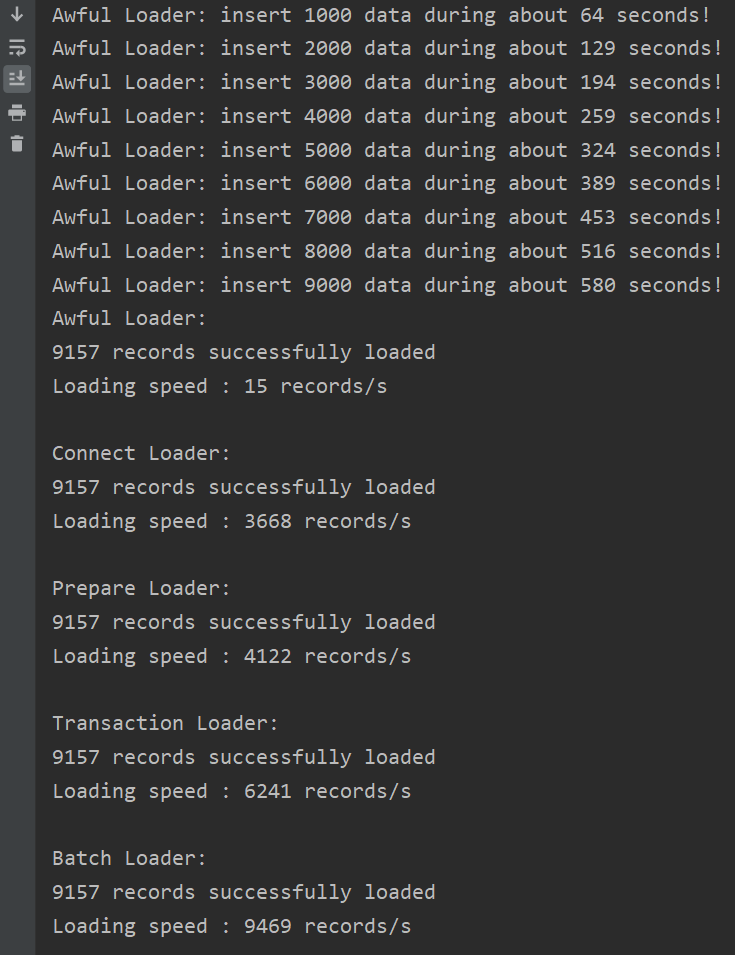 Awful Loader: insert 1000 data during about 64 seconds!
Awful Loader: insert 2000 data during about 129 seconds!
Awful Loader: insert 3000 data during about 194 seconds!
Awful Loader: insert 4000 data during about 259 seconds!
Awful Loader: insert 5000 data during about 324 seconds!
Awful Loader: insert 6000 data during about 389 seconds!
Awful Loader: insert 7000 data during about 453 seconds!
Awful Loader: insert 8000 data during about 516 seconds!
Awful Loader: insert 9000 data during about 580 seconds!
Awful Loader:
9157 records successfully loaded
Loading speed : 15 records/s
Connect Loader:
9157 records successfully loaded
Loading speed : 3668 records/s
Prepare Loader:
9157 records successfully loaded
Loading speed : 4122 records/s
Transaction Loader:
9157 records successfully loaded
Loading speed : 6241 records/s
Batch Loader:
9157 records successfully loaded
Loading speed : 9469 records/s